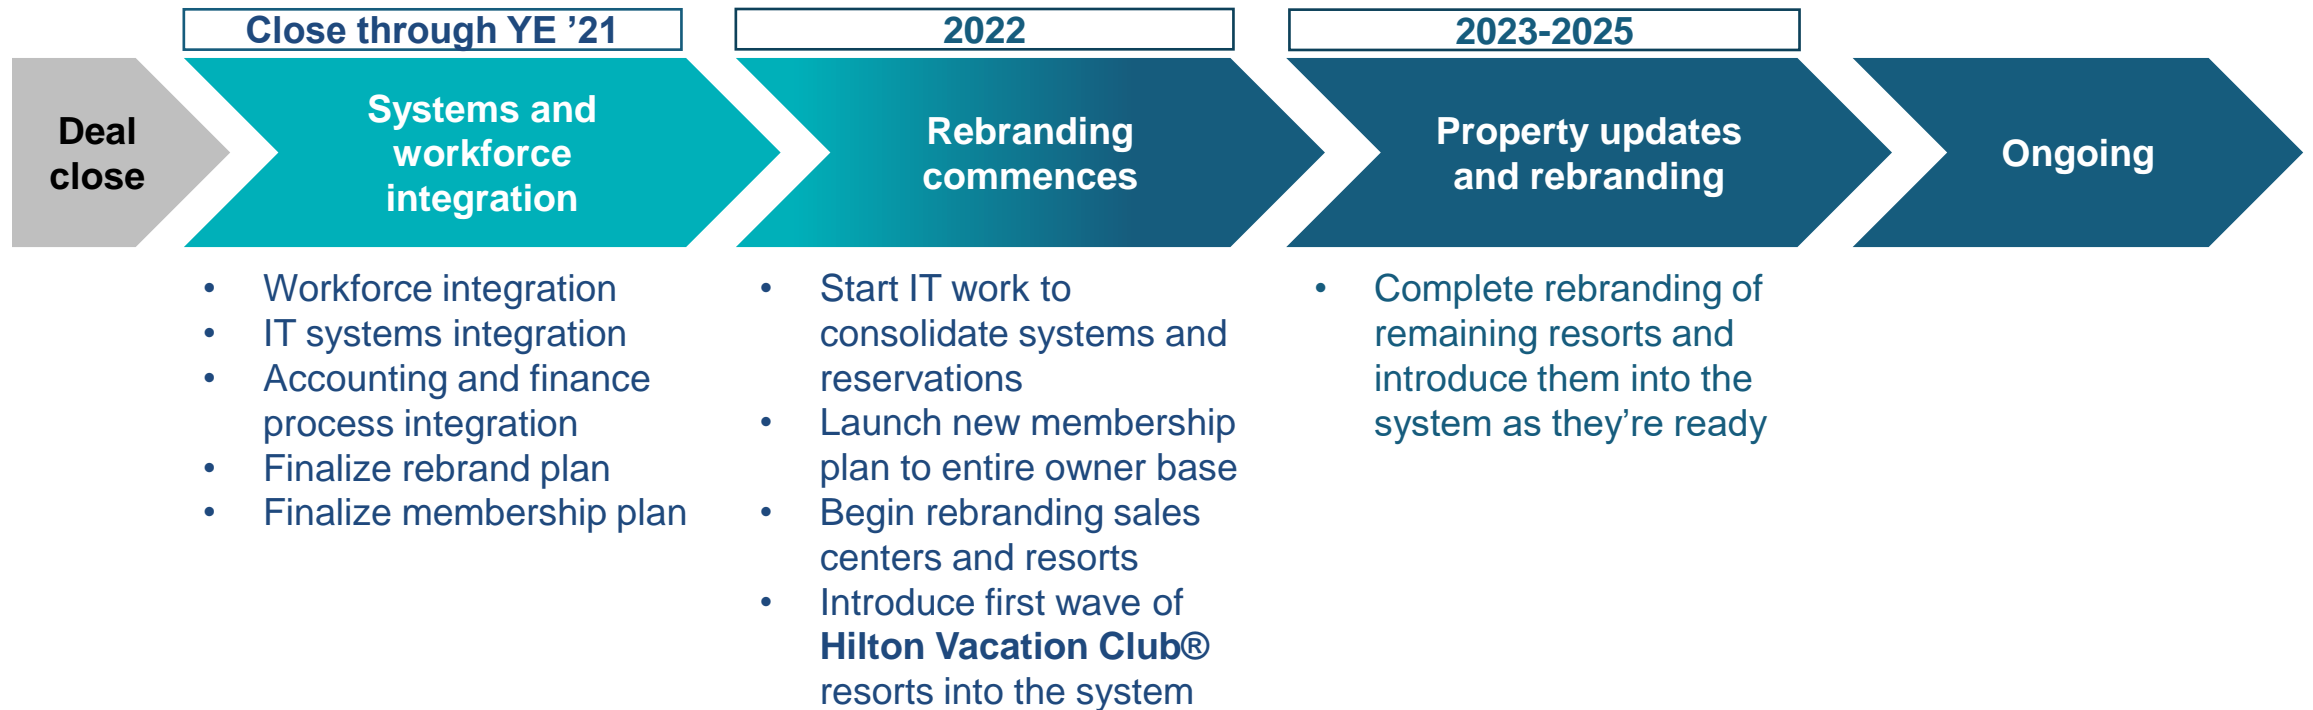 Close through YE ’21
2022
2023-2025
Deal
close
Systems and
workforce
integration
Rebranding
commences
Property updates
and rebranding
Ongoing
• Workforce integration
• IT systems integration
• Accounting and finance
process integration
• Finalize rebrand plan
• Finalize membership plan
• Start IT work to
consolidate systems and
reservations
• Launch new membership
plan to entire owner base
• Begin rebranding sales
centers and resorts
• Introduce first wave of
Hilton Vacation Club®
resorts into the system
• Complete rebranding of
remaining resorts and
introduce them into the
system as they’re ready